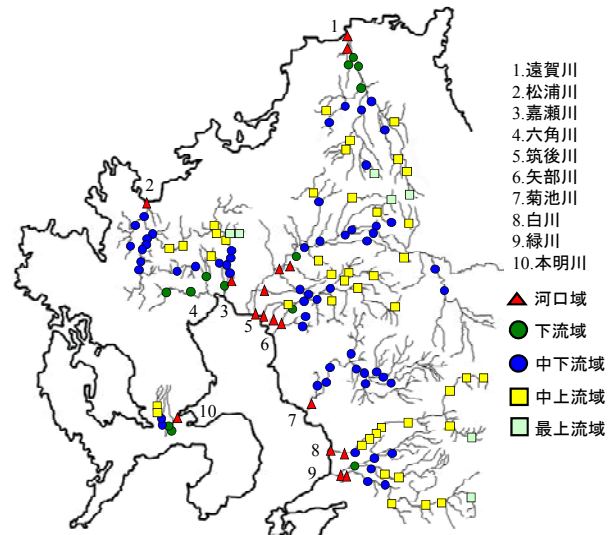 1
1.遠賀川
2.松浦川
3.嘉瀬川
4.六角川
5.筑後川
6.矢部川
7.菊池川
8.白川
9.緑川
10.本明川
2
河口域
下流域
4
3
5
中下流域
6
中上流域
10
7
最上流域
8
9